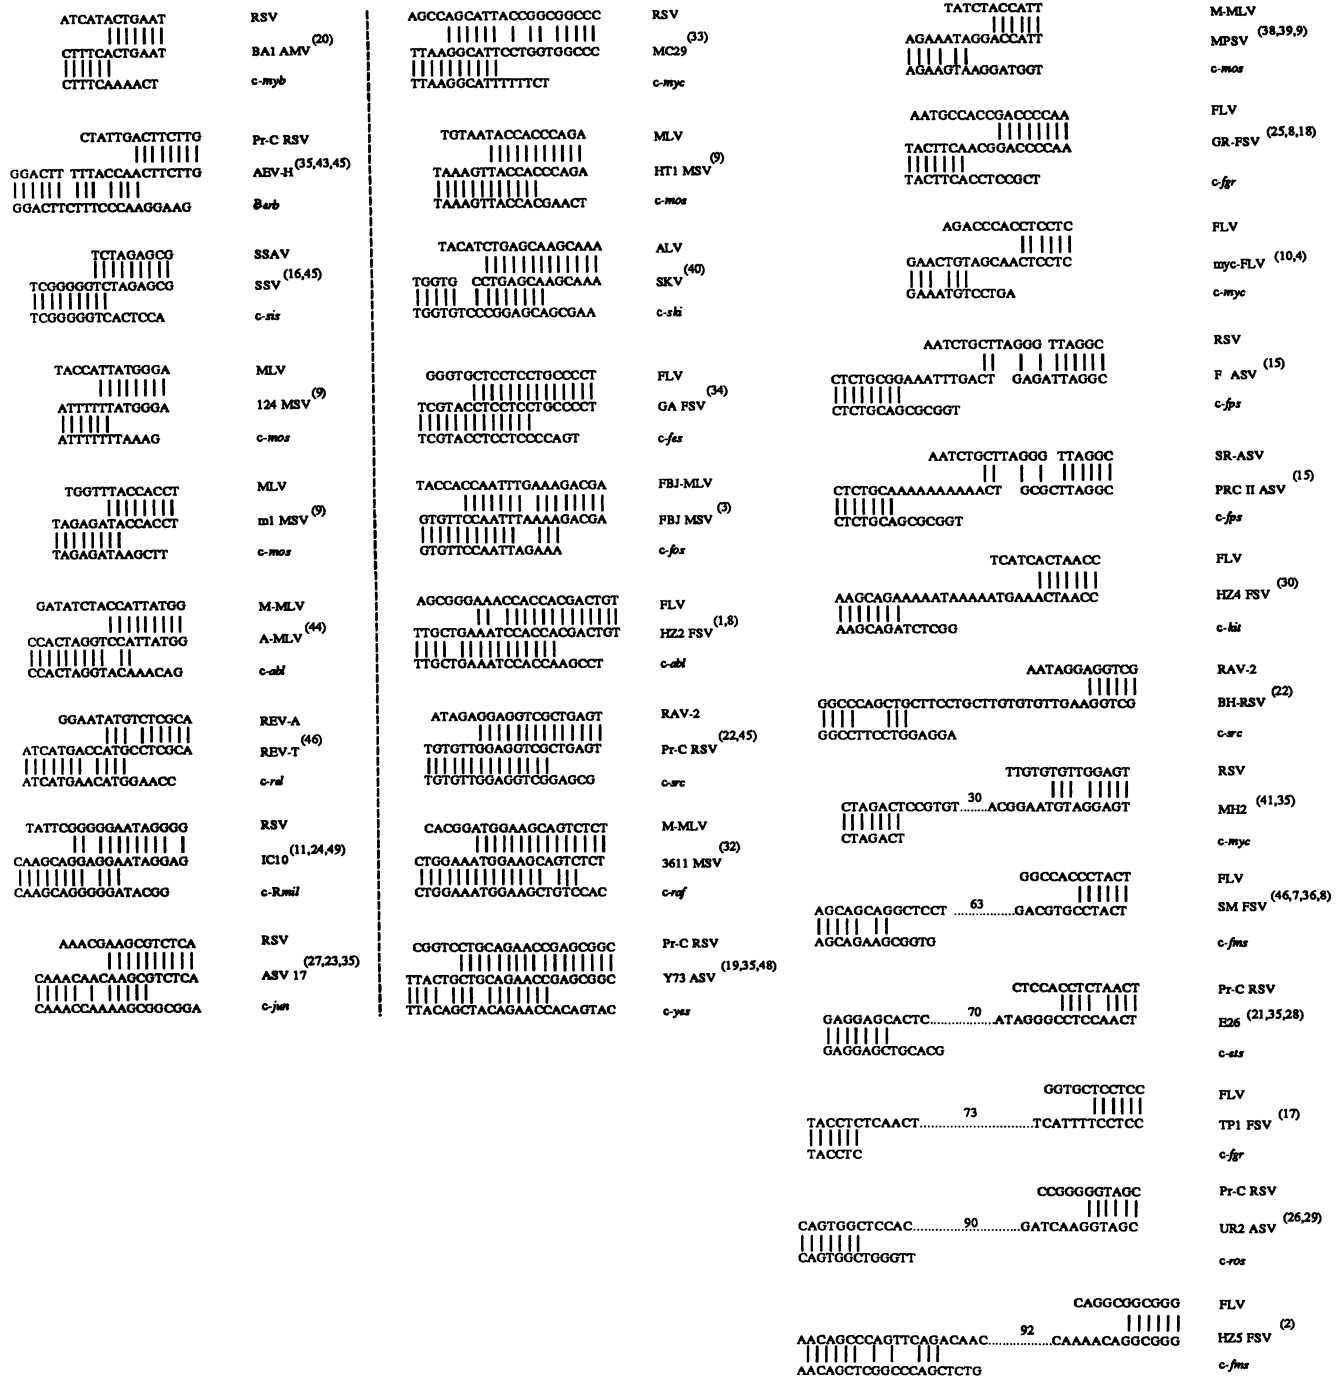 ATCATACTGAAT RSV
CTTTCACTGAAT BA1 AMV (20)
CTTTCAAAACT c-myb
CTATTGACTTCTTG Pr-C RSV
GGACTT TTTACCAACTTCTTG AEV-H (35,43,45)
GGACTTCTTTCCCAAGGAAG c-erb
TCTAGAGCG SSAV
TCGGGGGTCTAGAGCG SSV (16,45)
TCGGGGGTCACTCCA c-sis
TACCATTATGGGA MLV
ATTTTTTATGGGA 124 MSV (9)
ATTTTTTTAAAG c-mos
TGGTTTACCACCT MLV
TAGAGATACCACCT m1 MSV (9)
TAGAGATAAGCTT c-mos
GATATCTACCATTATGG M-MLV
CCACTAGGTCCATTATGG A-MLV (44)
CCACTAGGTACAAACAG c-abl
GGAATATGTCTCGCA REV-A
ATCATGACCATGCCTCGCA REV-T (46)
ATCATGAACATGGAACC c-rel
TATTCGGGGGAATAGGGG RSV
CAAGCAGGAGGAATAGGAG IC10 (11,24,49)
CAAGCAGGGGGATACGG c-Rmil
AAACGAAGCGTCTCA RSV
CAAACAACAAGCGTCTCA ASV 17 (27,23,35)
CAAACCAAAAGCGGCGGA c-jun
AGCCAGCATTACCGGCGGCCC RSV
TTAAGGCATTCCTGGTGGCCC MC29 (33)
TTAAGGCATTTTTTCT c-myc
TGTAATACCACCCAGA MLV
TAAAGTTACCACCCAGA HT1 MSV (9)
TAAAGTTACCACGAACT c-mos
TACATCTGAGCAAGCAAA ALV
TGGTG CCTGAGCAAGCAAA SKV (40)
TGGTGTCCCGGAGCAGCGAA c-ski
GGGTGCTCCTCCTGCCCCT FLV
TCGTACCTCCTCCTGCCCCT GA FSV (34)
TCGTACCTCCTCCCCAGT c-fes
TACCACCAATTTGAAAGACGA FBJ-MLV
GTGTTCCAATTTAAAAGACGA FBJ MSV (3)
GTGTTCCAATTAGAAA c-fos
AGCGGGAAACCACCACGACTGT FLV
TTGCTGAAATCCACCACGACTGT HZ2 FSV (1,8)
TTGCTGAAATCCACCAAGCCT c-abl
ATAGAGGAGGTCGCTGAGT RAV-2
TGTGTTGGAGGTCGCTGAGT Pr-C RSV (22,45)
TGTGTTGGAGGTCGGAGCG c-src
CACGGATGGAAGCAGTCTCT M-MLV
CTGGAAATGGAAGCAGTCTCT 3611 MSV (32)
CTGGAAATGGAAGCTGTCCAC c-raf
CGGTCCTGCAGAACCGAGCGGC Pr-C RSV
TTACTGCTGCAGAACCGAGCGGC Y73 ASV (19,35,48)
TTACAGCTACAGAACCACAGTAC c-yes
TATCTACCATT M-MLV
AGAAATAGGACCATT MPSV (38,39,9)
AGAAGTAAGGATGGT c-mos
AATGCCACCGACCCCAA FLV
TACTTCAACGGACCCCAA GR-FSV (25,8,18)
TACTTCACCTCCGCT c-fgr
AGACCCACCTCCTC FLV
GAACTGTAGCAACTCCTC myc-FLV (10,4)
GAAATGTCCTGA c-myc
AATCTGCTTAGGG TTAGGC RSV
CTCTGCGGAAATTTGACT GAGATTAGGC F ASV (15)
CTCTGCAGCGCGGT c-fps
AATCTGCTTAGGG TTAGGC SR-ASV
CTCTGCAAAAAAAAAACT GCGCTTAGGC PRC II ASV (15)
CTCTGCAGCGCGGT c-fps
TCATCACTAACC FLV
AAGCAGAAAAATAAAAATGAAACTAACC HZ4 FSV (30)
AAGCAGATCTCGG c-kit
AATAGGAGGTCG RAV-2
GGCCCAGCTGCTTCCTGCTTGTGTGTTGAAGGTCG BH-RSV (22)
GGCCTTCCTGGAGGA c-src
TTGTGTGTTGGAGT RSV
CTAGACTCCGTGT......30......ACGGAATGTAGGAGT MH2 (41,35)
CTAGACT c-myc
GGCCACCCTACT FLV
AGCAGCAGGCTCCT ......63......GACGTGCCTACT SM FSV (46,7,36,8)
AGCAGAAGCGGTG c-fms
CTCCACCTCTAACT Pr-C RSV
GAGGAGCACTC......70......ATAGGGCCTCCAACT E26 (21,35,28)
GAGGAGCTGCACG c-ets
GGTGCTCCTCC FLV
TACCTCTCAACT......73......TCATTTTCCTCC TP1 FSV (17)
TACCTC c-fgr
CCGGGGGTAGC Pr-C RSV
CAGTGGCTCCAC......90......GATCAAGGTAGC UR2 ASV (26,29)
CAGTGGCTGGGTT c-ros
CAGGCGGCGGG FLV
AACAGCCCAGTTCAGACAAC......92......CAAAACAGGCGGG HZ5 FSV (2)
AACAGCTCGGCCCAGCTCTG c-fms